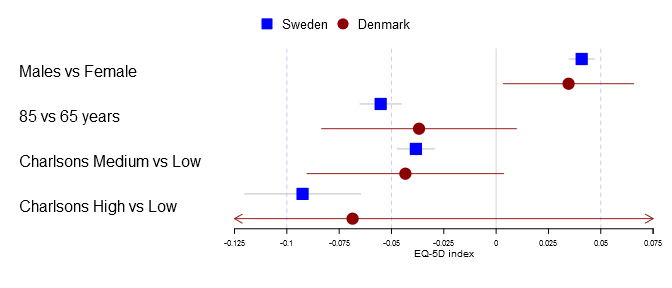 Sweden Denmark
Males vs Female
85 vs 65 years
Charlsons Medium vs Low
Charlsons High vs Low
-0.125 -0.1 -0.075 -0.05 -0.025 0 0.025 0.05 0.075
EQ-5D index